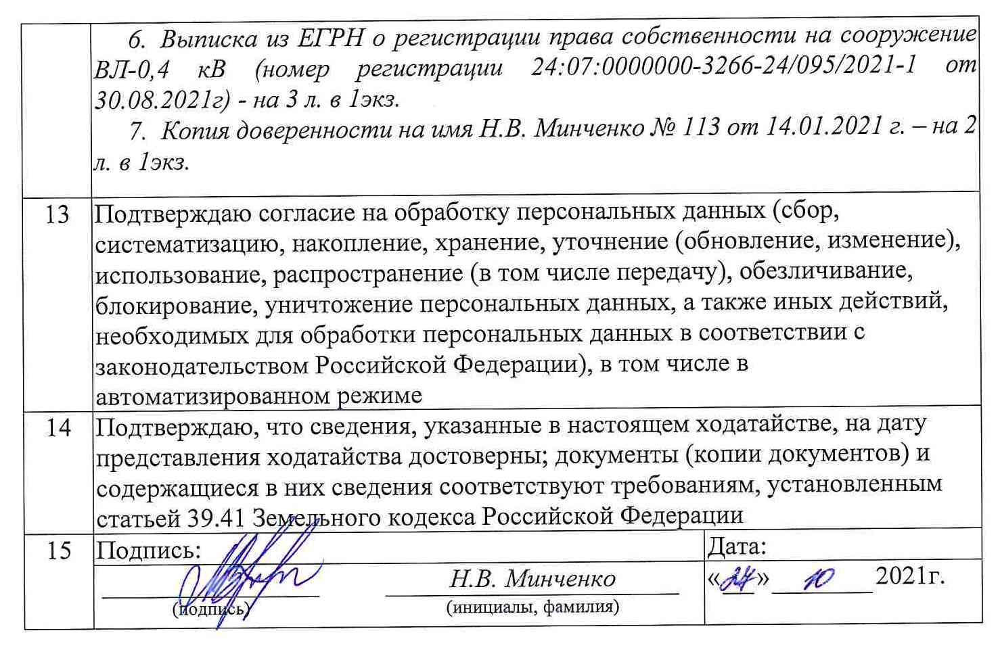 6. Выписка из ЕГРН о регистрации права собственности на сооружение
ВЛ-0,4 кВ (номер регистрации 24:07:0000000-3266-24/095/2021-1 от
30.08.2021г) - на 3 л. в 1экз.
7. Копия доверенности на имя Н.В. Минченко № 113 от 14.01.2021 г. – на 2
л. в 1экз.
13 Подтверждаю согласие на обработку персональных данных (сбор,
систематизацию, накопление, хранение, уточнение (обновление, изменение),
использование, распространение (в том числе передачу), обезличивание,
блокирование, уничтожение персональных данных, а также иных действий,
необходимых для обработки персональных данных в соответствии с
законодательством Российской Федерации), в том числе в
автоматизированном режиме
14 Подтверждаю, что сведения, указанные в настоящем ходатайстве, на дату
представления ходатайства достоверны; документы (копии документов) и
содержащиеся в них сведения соответствуют требованиям, установленным
статьей 39.41 Земельного кодекса Российской Федерации
15 Подпись: Дата:
Н.В. Минченко «27» 10 2021г.
(подпись) (инициалы, фамилия)